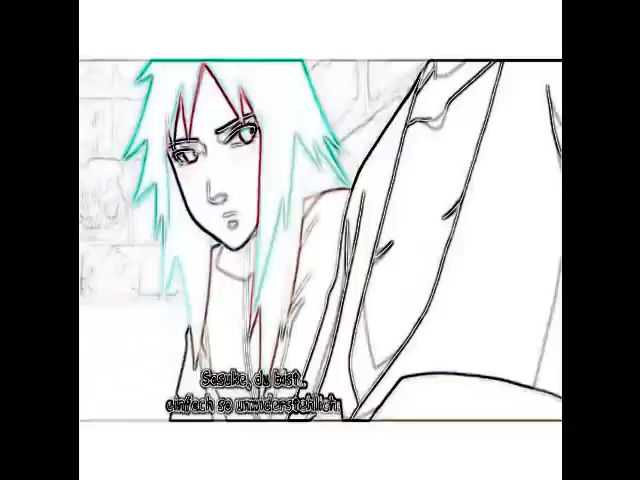 Sasuke, du bist..
einfach so unwiderstehlich.